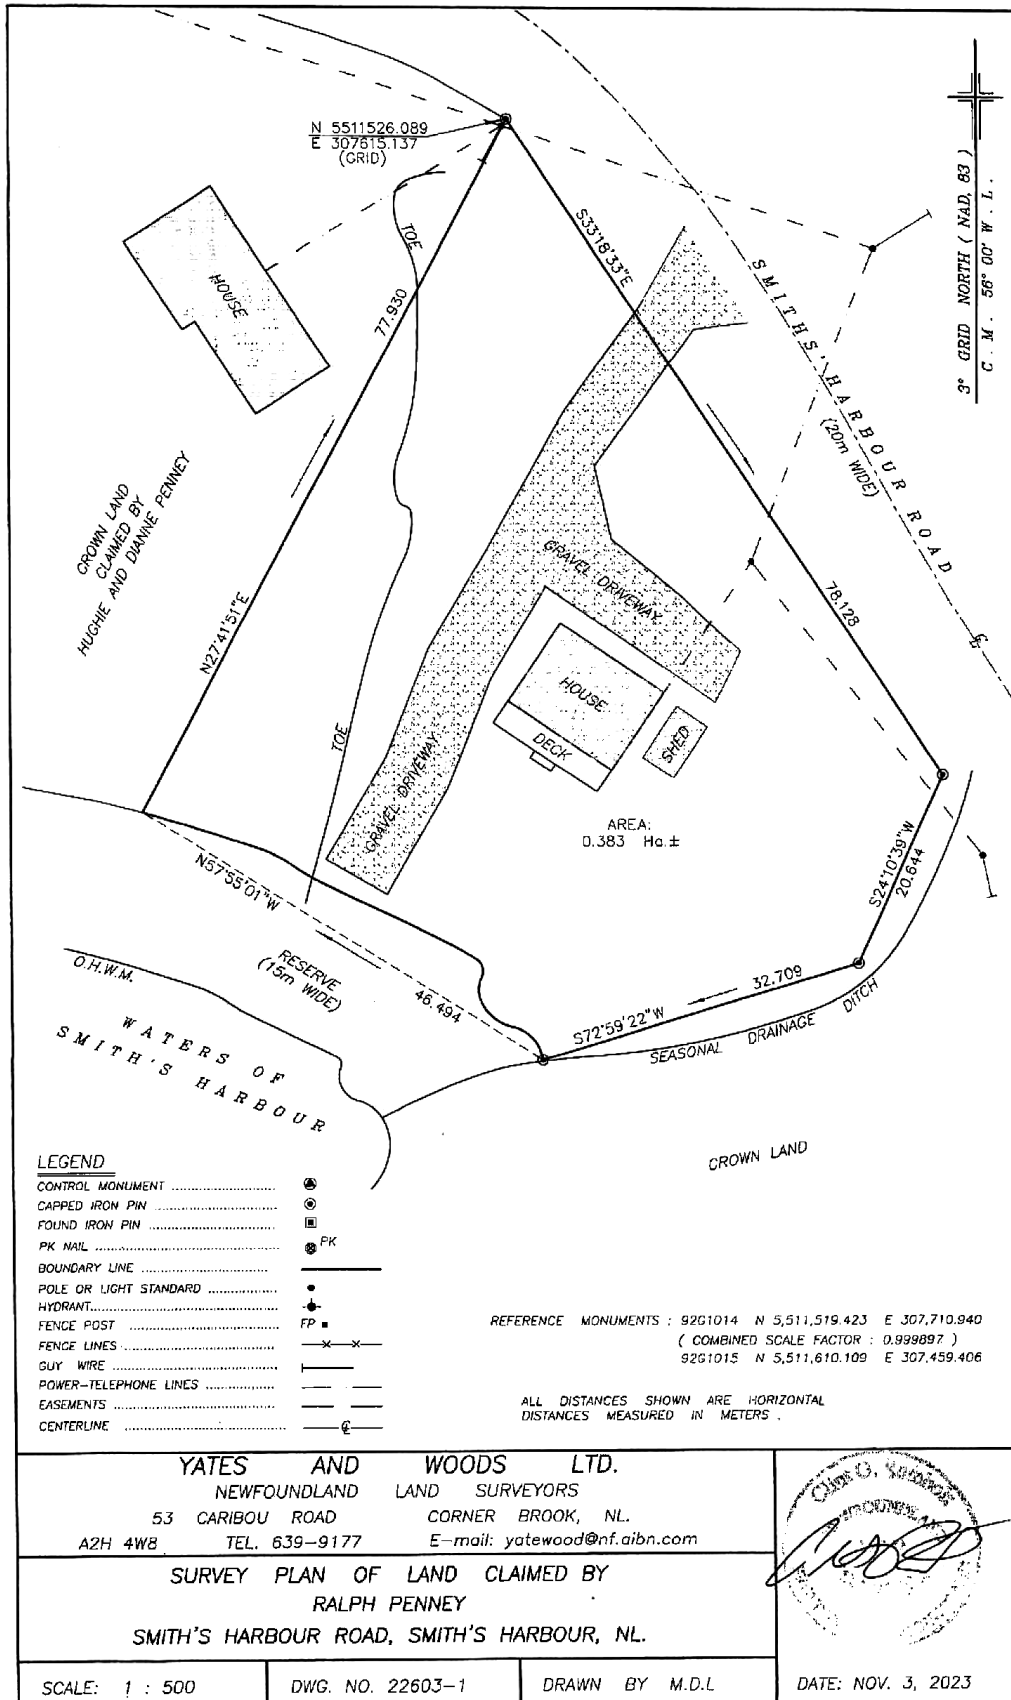 N 5511526.089
E 307615.137
(GRID)
3° GRID NORTH ( NAD, 83 )
C . M . 56° 00' W . L .
S33°18'33"E
TOE
HOUSE
77.930
SMITHS' HARBOUR ROAD
(20m WIDE)
CROWN LAND
CLAIMED BY
HUGHIE AND DIANNE PENNEY
N27°41'51"E
GRAVEL DRIVEWAY
78.128
℄
HOUSE
DECK
SHED
TOE
GRAVEL DRIVEWAY
AREA:
0.383 Ha.±
S24°10'39"W
20.644
N57°55'01"W
RESERVE
(15m WIDE)
46.494
O.H.W.M.
32.709
S72°59'22"W
SEASONAL DRAINAGE DITCH
WATERS OF
SMITH'S HARBOUR
CROWN LAND
LEGEND
CONTROL MONUMENT
CAPPED IRON PIN
FOUND IRON PIN
PK NAIL PK
BOUNDARY LINE
POLE OR LIGHT STANDARD
HYDRANT
FENCE POST FP
FENCE LINES
GUY WIRE
POWER-TELEPHONE LINES
EASEMENTS
CENTERLINE ℄
REFERENCE MONUMENTS : 92G1014 N 5,511,519.423 E 307,710.940
( COMBINED SCALE FACTOR : 0.999897 )
92G1015 N 5,511,610.109 E 307,459.406
ALL DISTANCES SHOWN ARE HORIZONTAL
DISTANCES MEASURED IN METERS .
YATES AND WOODS LTD.
NEWFOUNDLAND LAND SURVEYORS
53 CARIBOU ROAD CORNER BROOK, NL.
A2H 4W8 TEL. 639-9177 E-mail: yatewood@nf.aibn.com
SURVEY PLAN OF LAND CLAIMED BY
RALPH PENNEY
SMITH'S HARBOUR ROAD, SMITH'S HARBOUR, NL.
SCALE: 1 : 500
DWG. NO. 22603-1
DRAWN BY M.D.L
DATE: NOV. 3, 2023